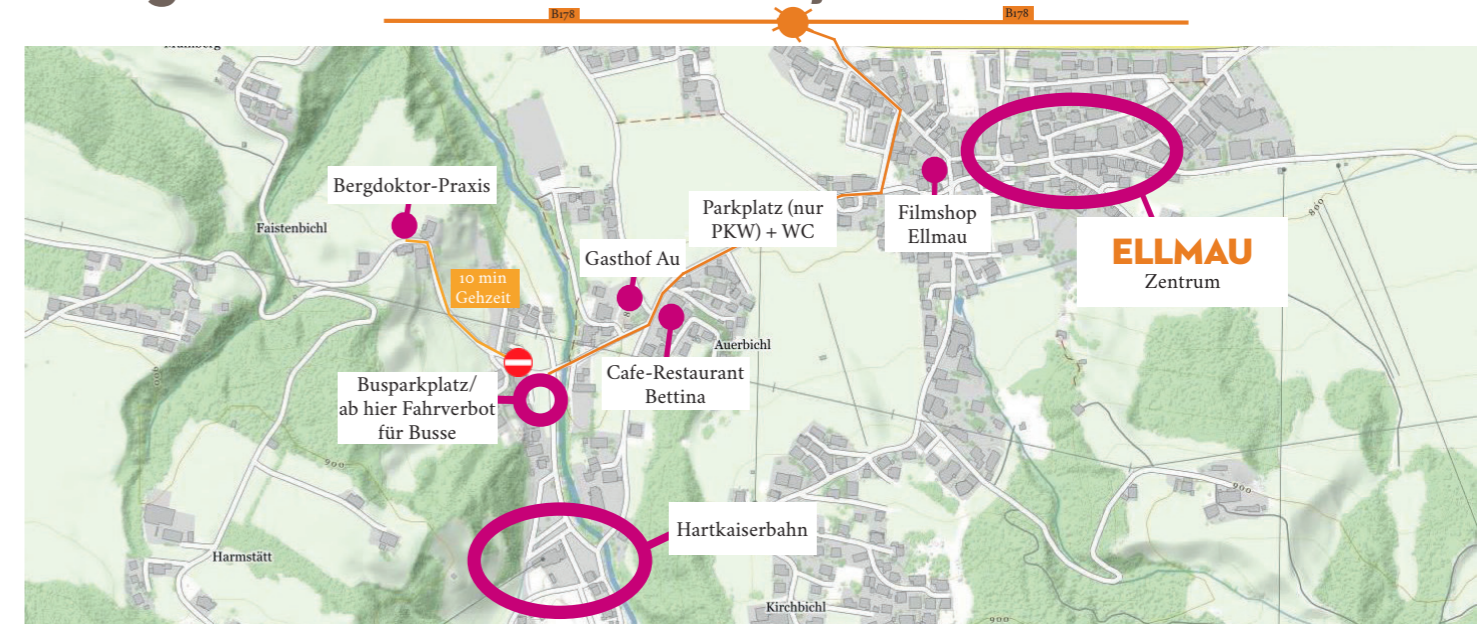 B178
B178
Bergdoktor-Praxis
Faistenbichl
Parkplatz (nur
PKW) + WC
Filmshop
Ellmau
ELLMAU
Zentrum
860
Gasthof Au
10 min
Gehzeit
Auerbichl
Cafe-Restaurant
Bettina
Busparkplatz/
ab hier Fahrverbot
für Busse
900
900
Hartkaiserbahn
Harmstätt
Kirchbichl
900